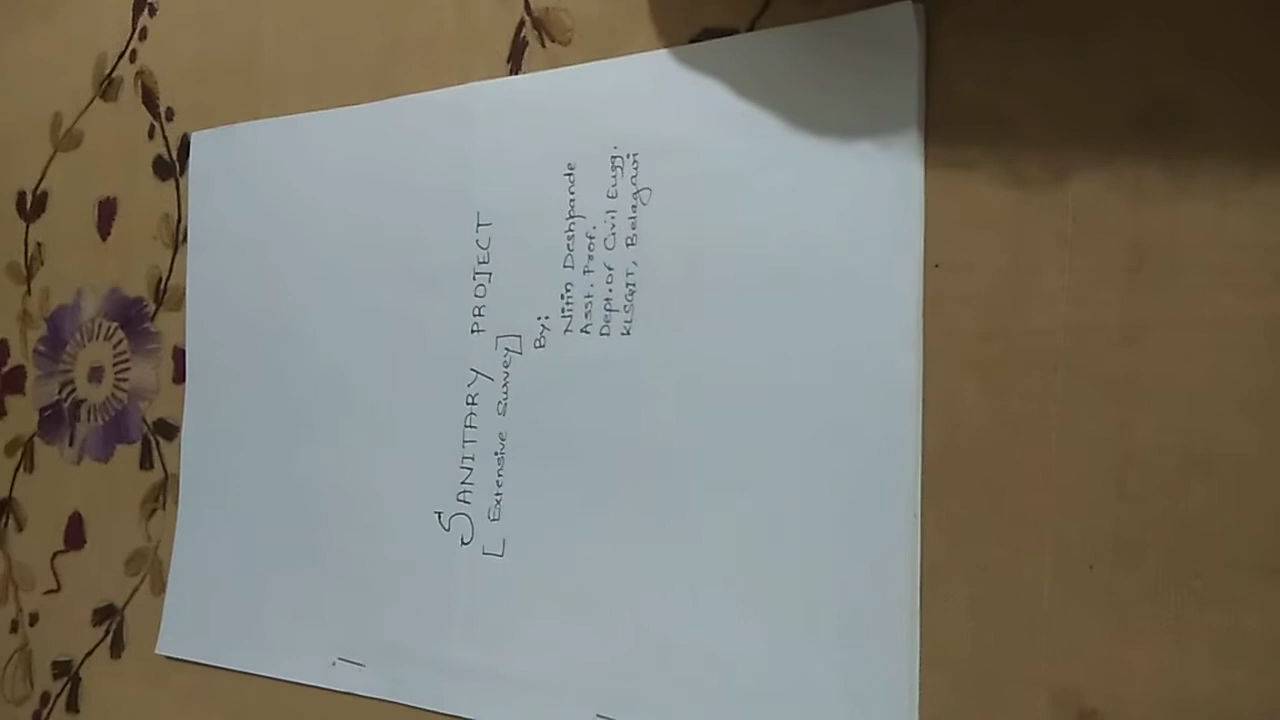 SANITARY PROJECT
[Extensive Survey]
By:
Nitin Deshpande
Asst. Prof.
Dept. of Civil Engg.
KLSGIT, Belagavi